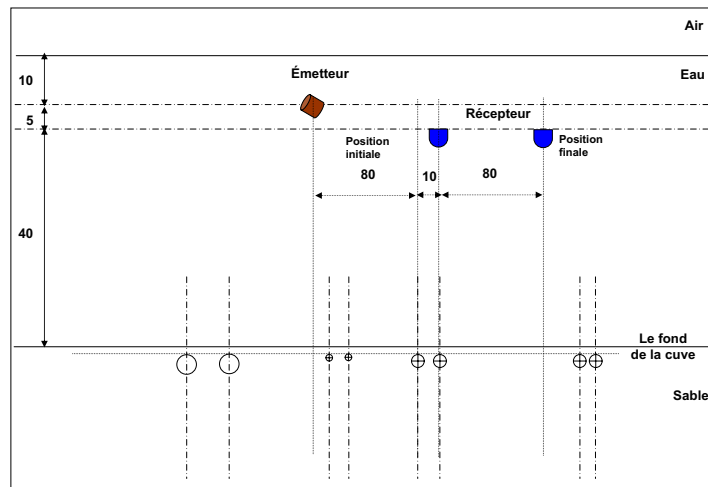 Air
Eau
10
Émetteur
5
Récepteur
Position
initiale
Position
finale
80
10
80
40
Le fond
de la cuve
Sable